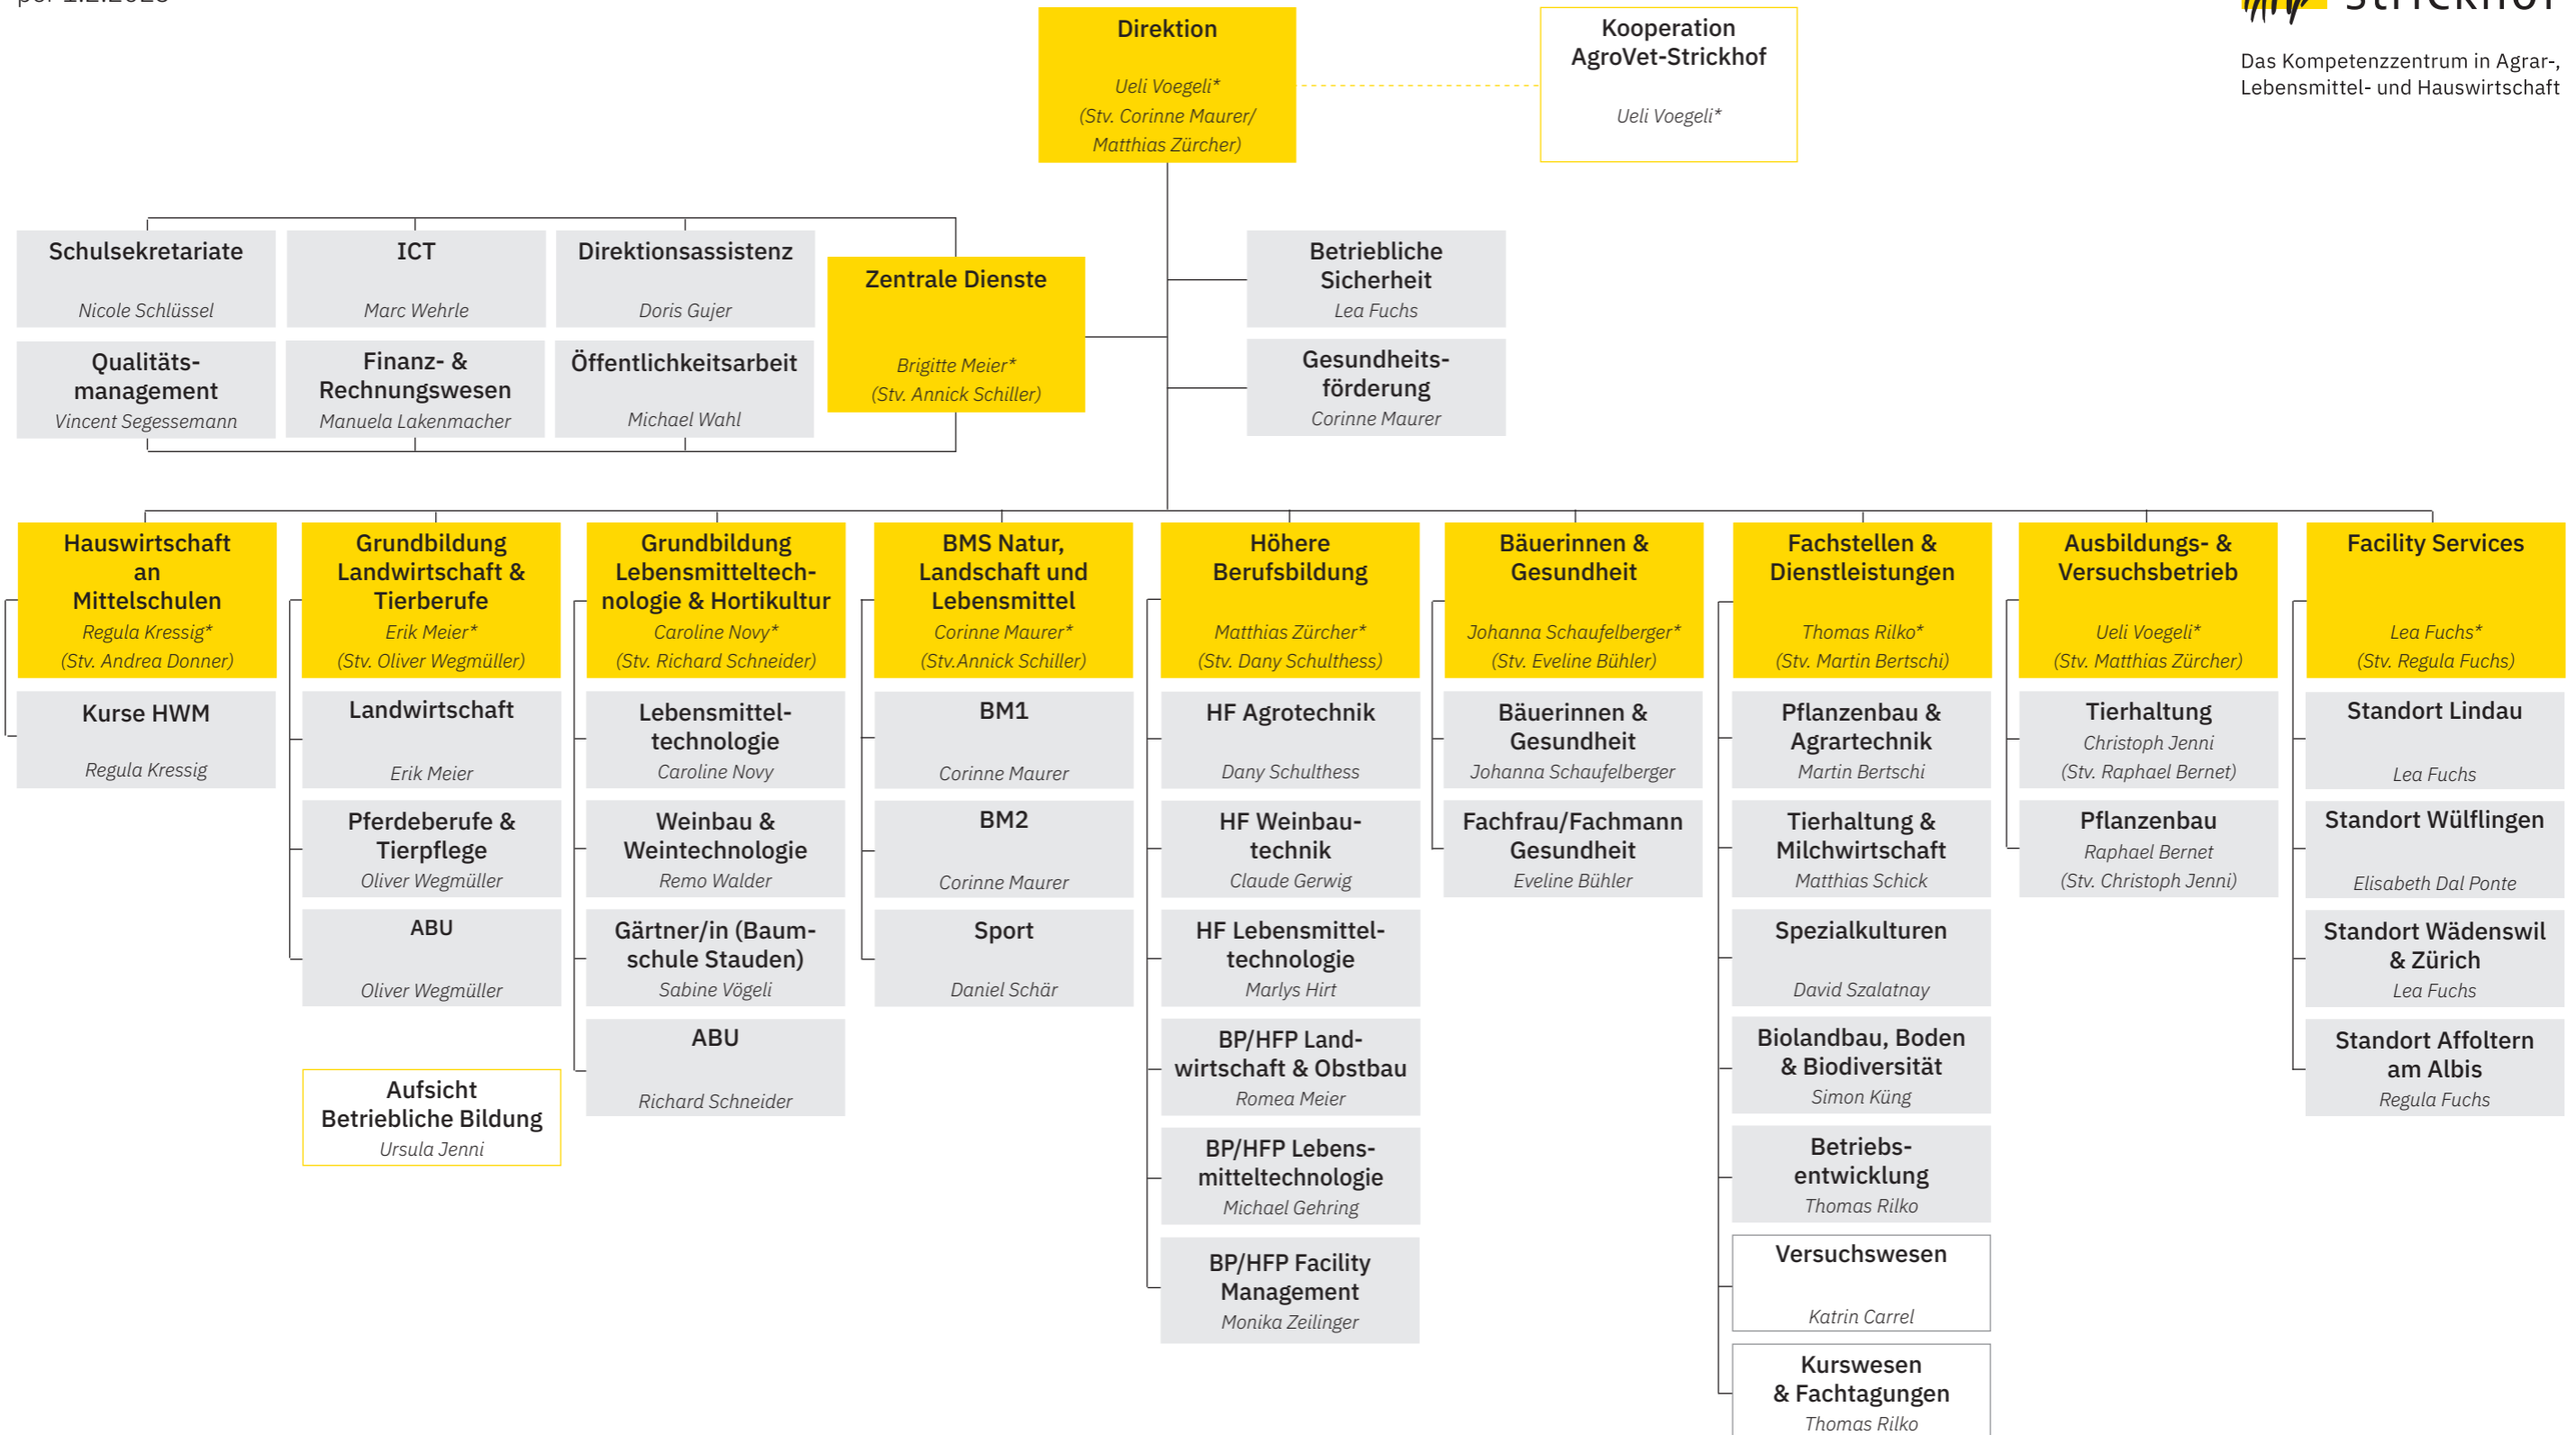 Direktion
Ueli Voegeli*
(Stv. Corinne Maurer/
Matthias Zürcher)
Kooperation
AgroVet-Strickhof
Ueli Voegeli*
Das Kompetenzzentrum in Agrar-,
Lebensmittel- und Hauswirtschaft
Schulsekretariate
Nicole Schlüssel
ICT
Marc Wehrle
Direktionsassistenz
Doris Gujer
Qualitäts-
management
Vincent Segessemann
Finanz- &
Rechnungswesen
Manuela Lakenmacher
Öffentlichkeitsarbeit
Michael Wahl
Zentrale Dienste
Brigitte Meier*
(Stv. Annick Schiller)
Betriebliche
Sicherheit
Lea Fuchs
Gesundheits-
förderung
Corinne Maurer
Hauswirtschaft
an
Mittelschulen
Regula Kressig*
(Stv. Andrea Donner)
Kurse HWM
Regula Kressig
Grundbildung
Landwirtschaft &
Tierberufe
Erik Meier*
(Stv. Oliver Wegmüller)
Landwirtschaft
Erik Meier
Pferdeberufe &
Tierpflege
Oliver Wegmüller
ABU
Oliver Wegmüller
Aufsicht
Betriebliche Bildung
Ursula Jenni
Grundbildung
Lebensmitteltech-
nologie & Hortikultur
Caroline Novy*
(Stv. Richard Schneider)
Lebensmittel-
technologie
Caroline Novy
Weinbau &
Weintechnologie
Remo Walder
Gärtner/in (Baum-
schule Stauden)
Sabine Vögeli
ABU
Richard Schneider
BMS Natur,
Landschaft und
Lebensmittel
Corinne Maurer*
(Stv.Annick Schiller)
BM1
Corinne Maurer
BM2
Corinne Maurer
Sport
Daniel Schär
Höhere
Berufsbildung
Matthias Zürcher*
(Stv. Dany Schulthess)
HF Agrotechnik
Dany Schulthess
HF Weinbau-
technik
Claude Gerwig
HF Lebensmittel-
technologie
Marlys Hirt
BP/HFP Land-
wirtschaft & Obstbau
Romea Meier
BP/HFP Lebens-
mitteltechnologie
Michael Gehring
BP/HFP Facility
Management
Monika Zeilinger
Bäuerinnen &
Gesundheit
Johanna Schaufelberger*
(Stv. Eveline Bühler)
Bäuerinnen &
Gesundheit
Johanna Schaufelberger
Fachfrau/Fachmann
Gesundheit
Eveline Bühler
Fachstellen &
Dienstleistungen
Thomas Rilko*
(Stv. Martin Bertschi)
Pflanzenbau &
Agrartechnik
Martin Bertschi
Tierhaltung &
Milchwirtschaft
Matthias Schick
Spezialkulturen
David Szalatnay
Biolandbau, Boden
& Biodiversität
Simon Küng
Betriebs-
entwicklung
Thomas Rilko
Versuchswesen
Katrin Carrel
Kurswesen
& Fachtagungen
Thomas Rilko
Ausbildungs- &
Versuchsbetrieb
Ueli Voegeli*
(Stv. Matthias Zürcher)
Tierhaltung
Christoph Jenni
(Stv. Raphael Bernet)
Pflanzenbau
Raphael Bernet
(Stv. Christoph Jenni)
Facility Services
Lea Fuchs*
(Stv. Regula Fuchs)
Standort Lindau
Lea Fuchs
Standort Wülflingen
Elisabeth Dal Ponte
Standort Wädenswil
& Zürich
Lea Fuchs
Standort Affoltern
am Albis
Regula Fuchs